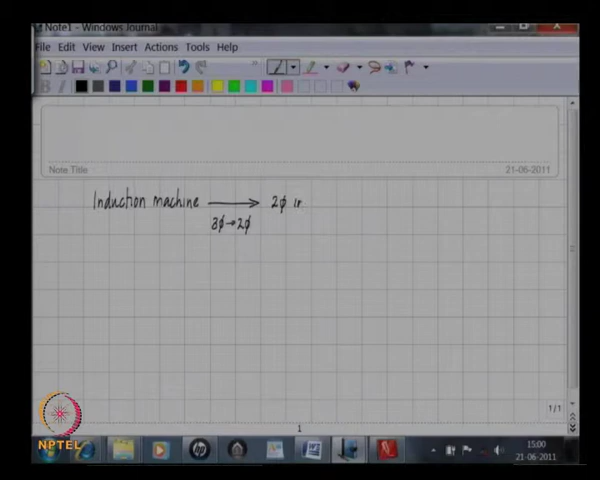 Note1 - Windows Journal
File Edit View Insert Actions Tools Help
B I
Note Title
21-06-2011
Induction machine → 2φ in
3φ→2φ
1/1
1
NPTEL
15:00
21-06-2011